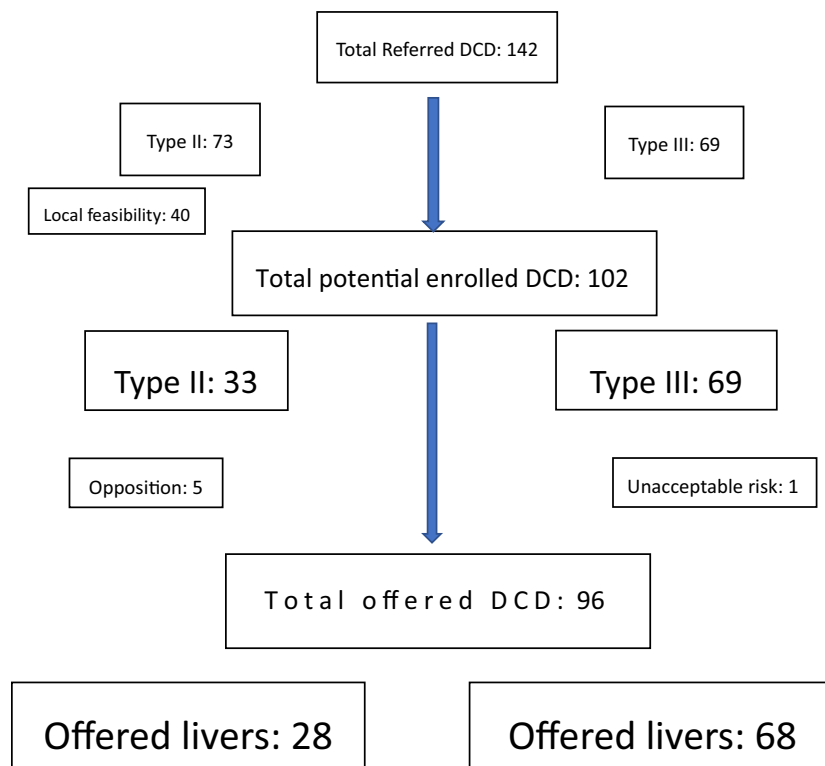 Total Referred DCD: 142
Type II: 73
Type III: 69
Local feasibility: 40
Total potential enrolled DCD: 102
Type II: 33
Type III: 69
Opposition: 5
Unacceptable risk: 1
Total offered DCD: 96
Offered livers: 28
Offered livers: 68